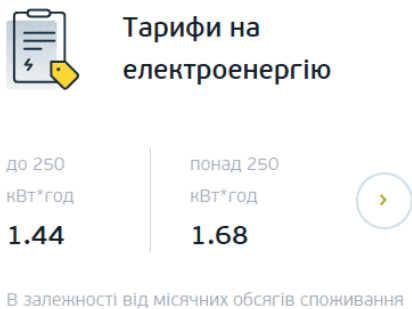 Тарифи на
електроенергію
до 250
кВт*год
1.44
понад 250
кВт*год
1.68
В залежності від місячних обсягів споживання